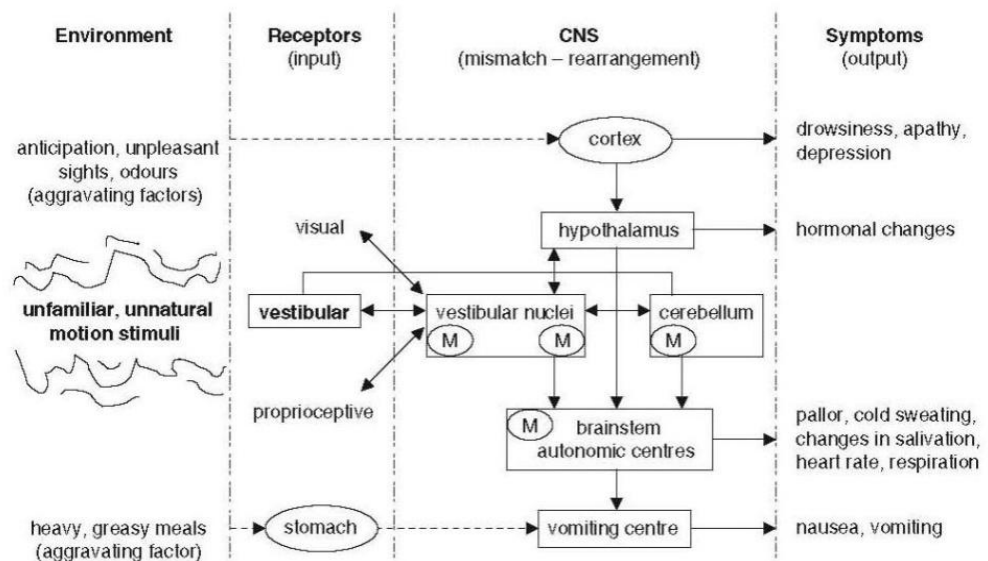 Environment
Receptors
(input)
CNS
(mismatch – rearrangement)
Symptoms
(output)
anticipation, unpleasant
sights, odours
(aggravating factors)
cortex
drowsiness, apathy,
depression
visual
hypothalamus
hormonal changes
unfamiliar, unnatural
motion stimuli
vestibular
vestibular nuclei
M
M
cerebellum
M
proprioceptive
M
brainstem
autonomic centres
pallor, cold sweating,
changes in salivation,
heart rate, respiration
heavy, greasy meals
(aggravating factor)
stomach
vomiting centre
nausea, vomiting